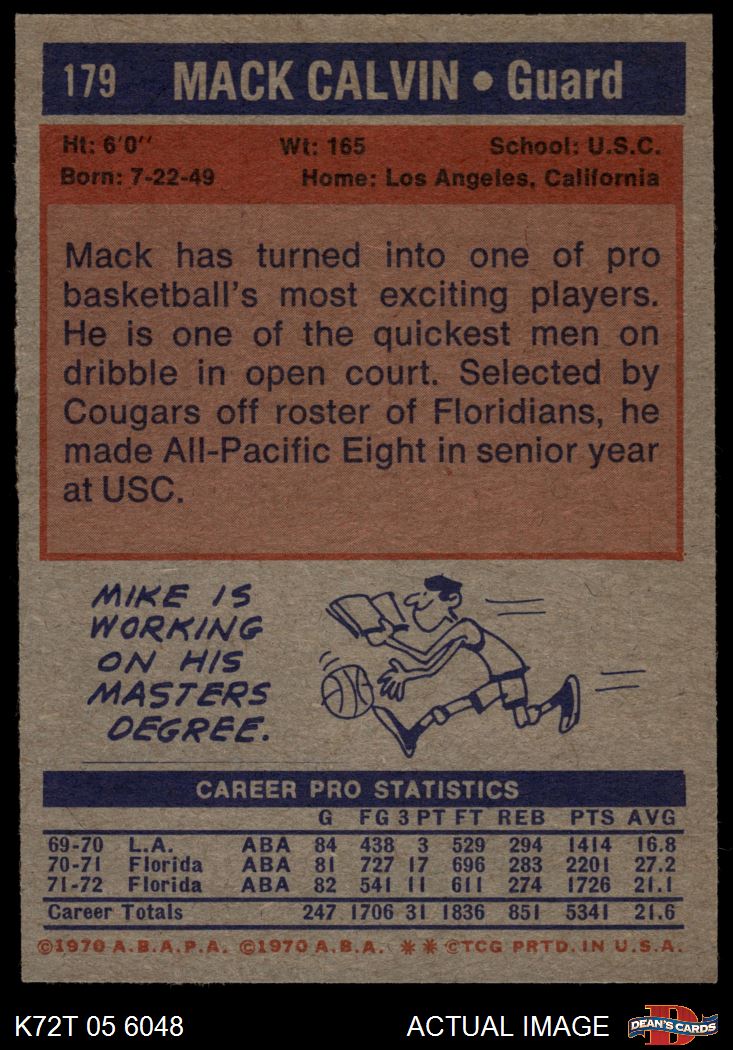 179 MACK CALVIN • Guard
Ht: 6'0'' Wt: 165 School: U.S.C.
Born: 7-22-49 Home: Los Angeles, California
Mack has turned into one of pro
basketball's most exciting players.
He is one of the quickest men on
dribble in open court. Selected by
Cougars off roster of Floridians, he
made All-Pacific Eight in senior year
at USC.
MIKE IS
WORKING
ON HIS
MASTERS
DEGREE.
CAREER PRO STATISTICS
G FG 3 PT FT REB PTS AVG
69-70 L.A. ABA 84 438 3 529 294 1414 16.8
70-71 Florida ABA 81 727 17 696 283 2201 27.2
71-72 Florida ABA 82 541 11 611 274 1726 21.1
Career Totals 247 1706 31 1836 851 5341 21.6
©1970 A.B.A.P.A. ©1970 A.B.A. ** ©TCG PRTD. IN U.S.A.
K72T 05 6048 ACTUAL IMAGE DEAN'S CARDS